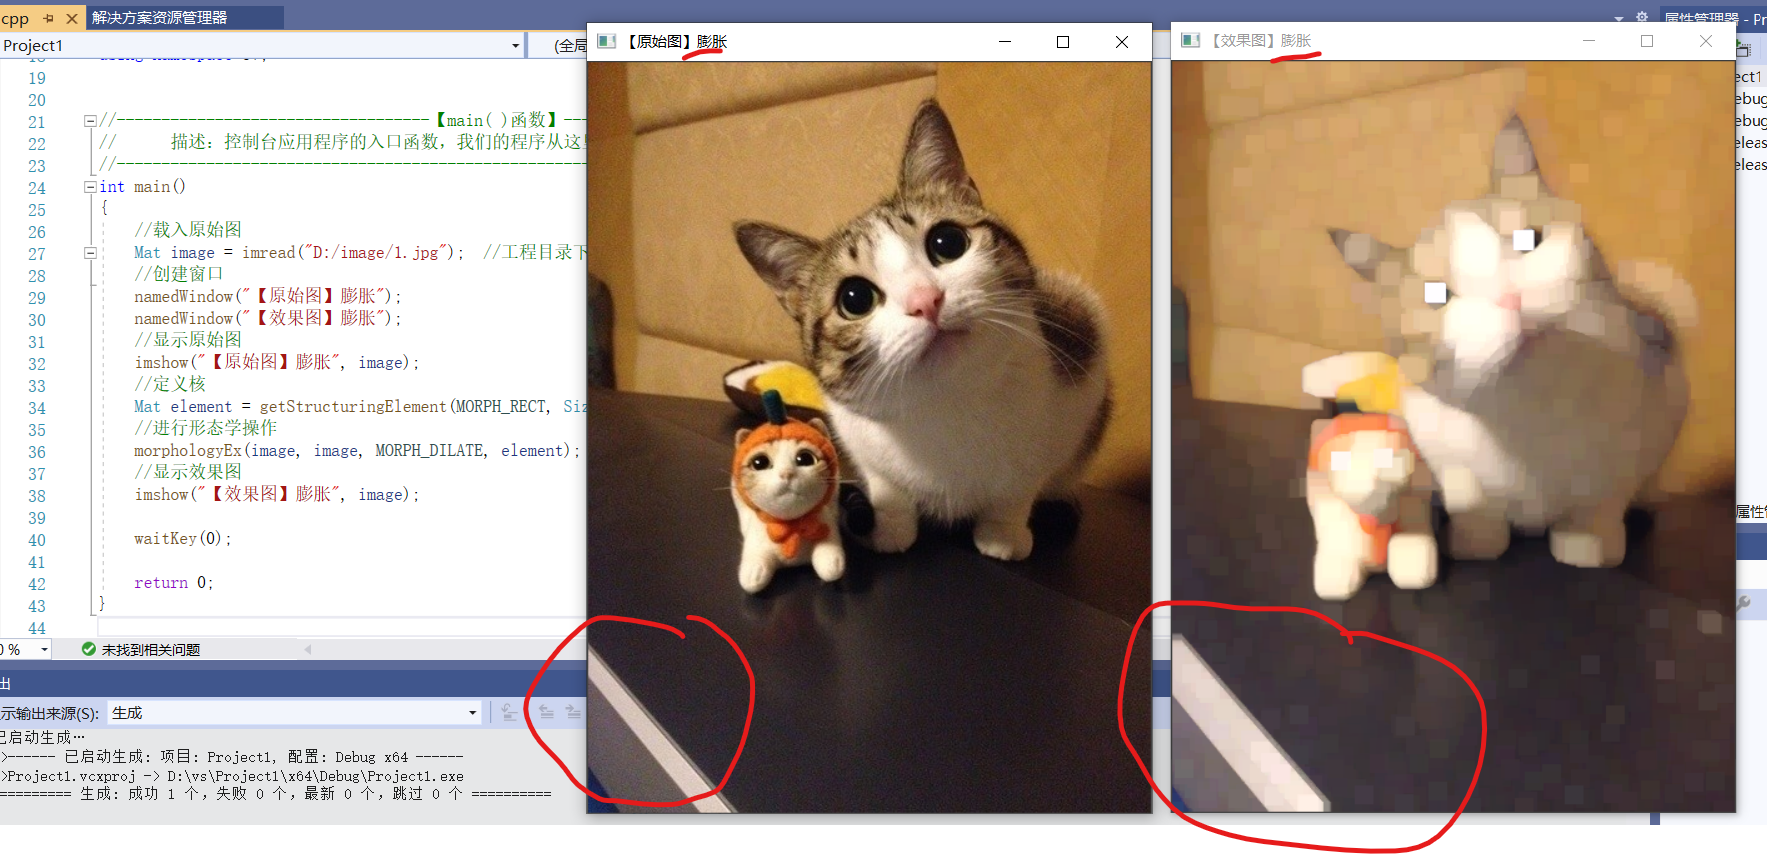 cpp
解决方案资源管理器
属性管理器 - Pr
Project1
(全局
19
20
21 //-----------------------------------【main( )函数】---
22 // 描述：控制台应用程序的入口函数，我们的程序从这里
23 //-----------------------------------------------------
24 int main()
25 {
26 //载入原始图
27 Mat image = imread("D:/image/1.jpg"); //工程目录下
28 //创建窗口
29 namedWindow("【原始图】膨胀");
30 namedWindow("【效果图】膨胀");
31 //显示原始图
32 imshow("【原始图】膨胀", image);
33 //定义核
34 Mat element = getStructuringElement(MORPH_RECT, Siz
35 //进行形态学操作
36 morphologyEx(image, image, MORPH_DILATE, element);
37 //显示效果图
38 imshow("【效果图】膨胀", image);
39
40 waitKey(0);
41
42 return 0;
43 }
44
0 %
未找到相关问题
出
示输出来源(S): 生成
已启动生成…
>------ 已启动生成: 项目: Project1, 配置: Debug x64 ------
>Project1.vcxproj -> D:\vs\Project1\x64\Debug\Project1.exe
========= 生成: 成功 1 个，失败 0 个，最新 0 个，跳过 0 个 ==========
【原始图】膨胀
【效果图】膨胀
ect1
ebug
ebug
eleas
eleas
属性管